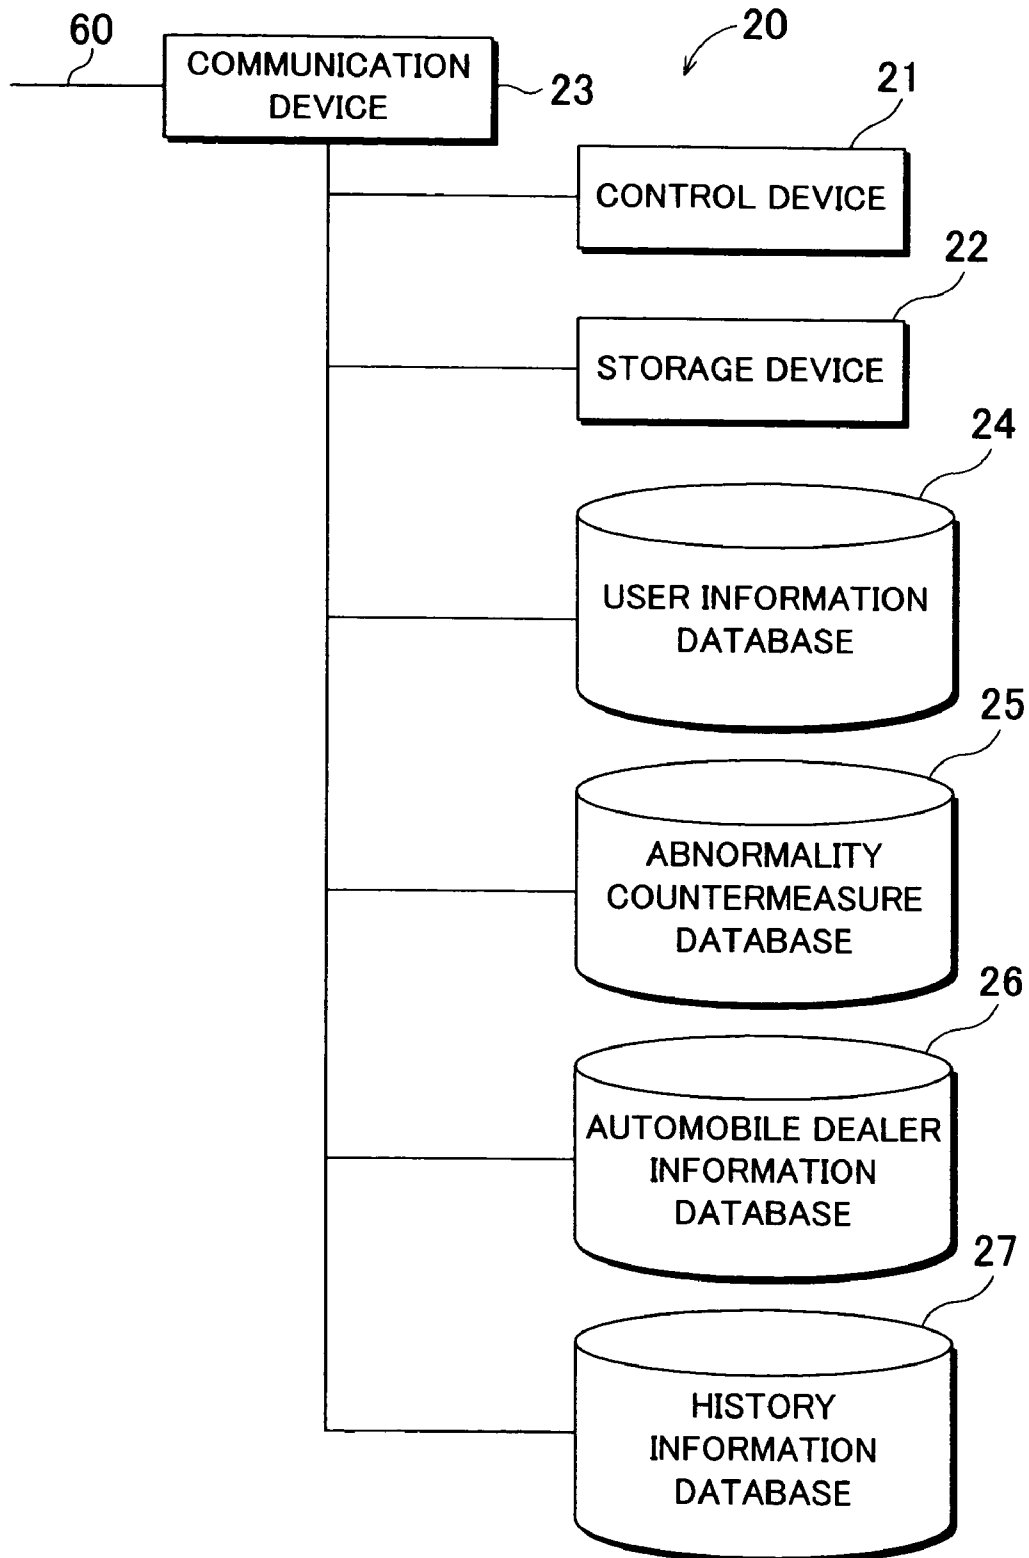 60
COMMUNICATION
DEVICE
23
20
21
CONTROL DEVICE
22
STORAGE DEVICE
24
USER INFORMATION
DATABASE
25
ABNORMALITY
COUNTERMEASURE
DATABASE
26
AUTOMOBILE DEALER
INFORMATION
DATABASE
27
HISTORY
INFORMATION
DATABASE